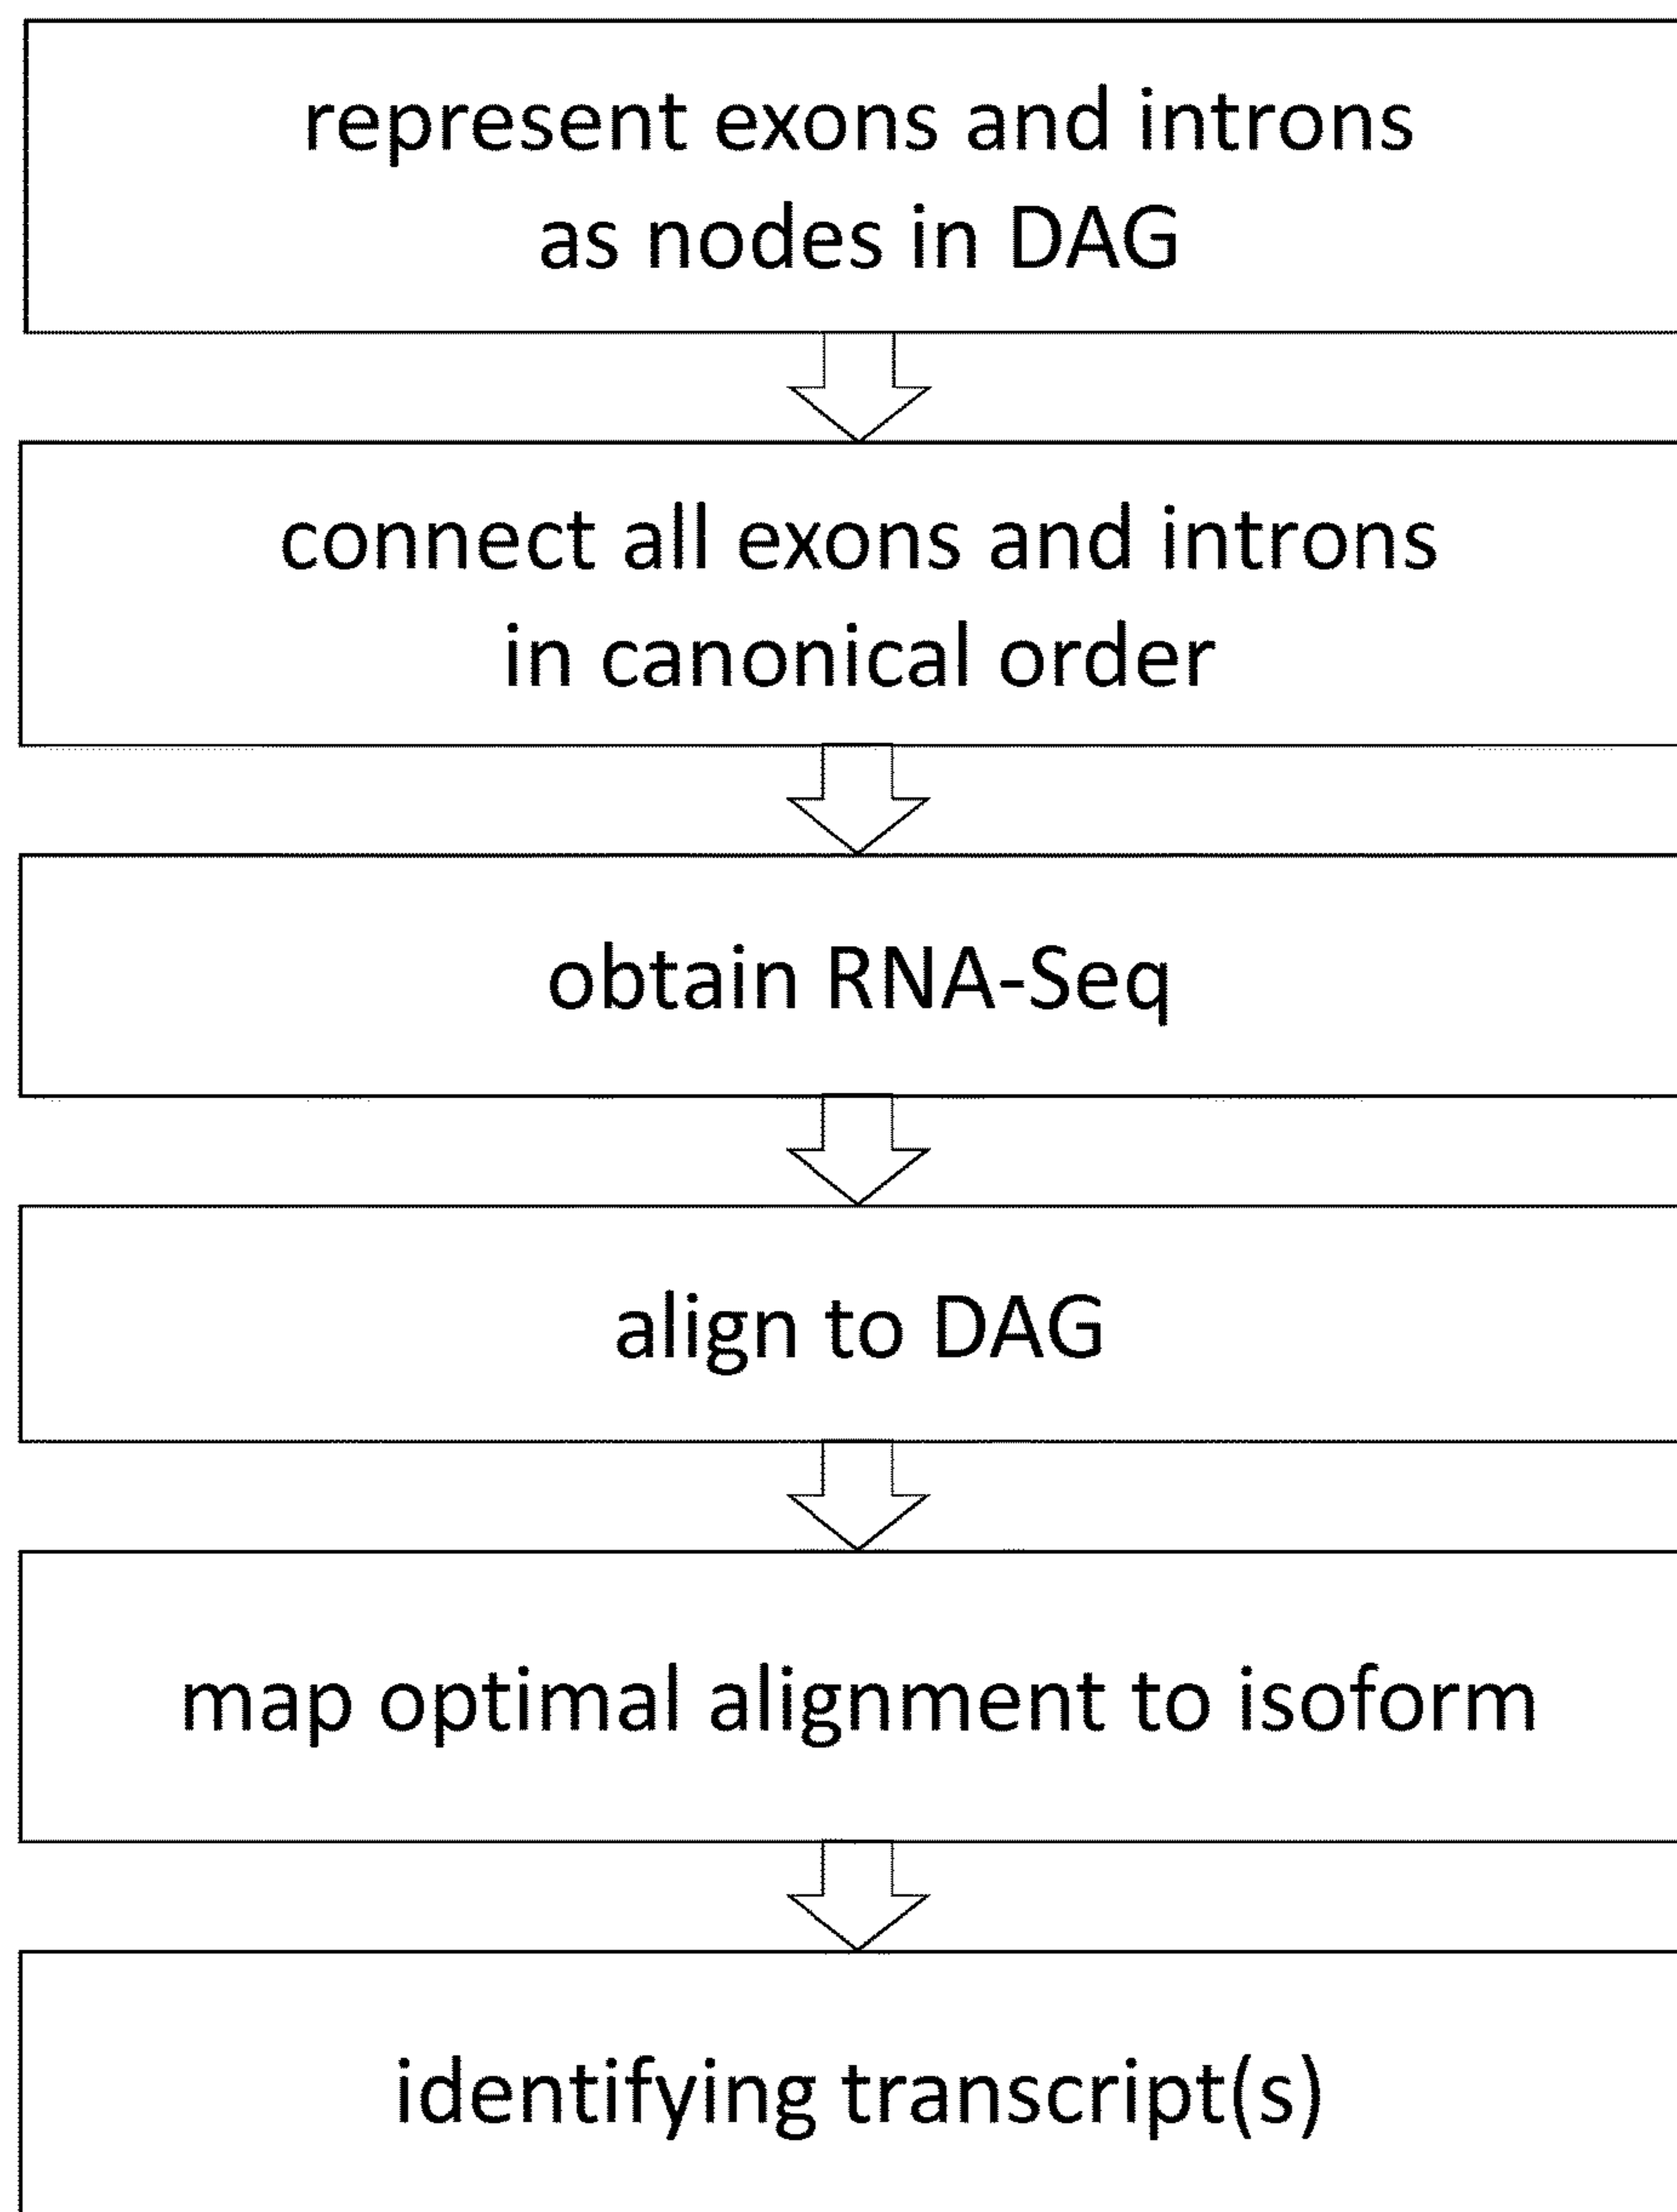 represent exons and introns
as nodes in DAG
connect all exons and introns
in canonical order
obtain RNA-Seq
align to DAG
map optimal alignment to isoform
identifying transcript(s)